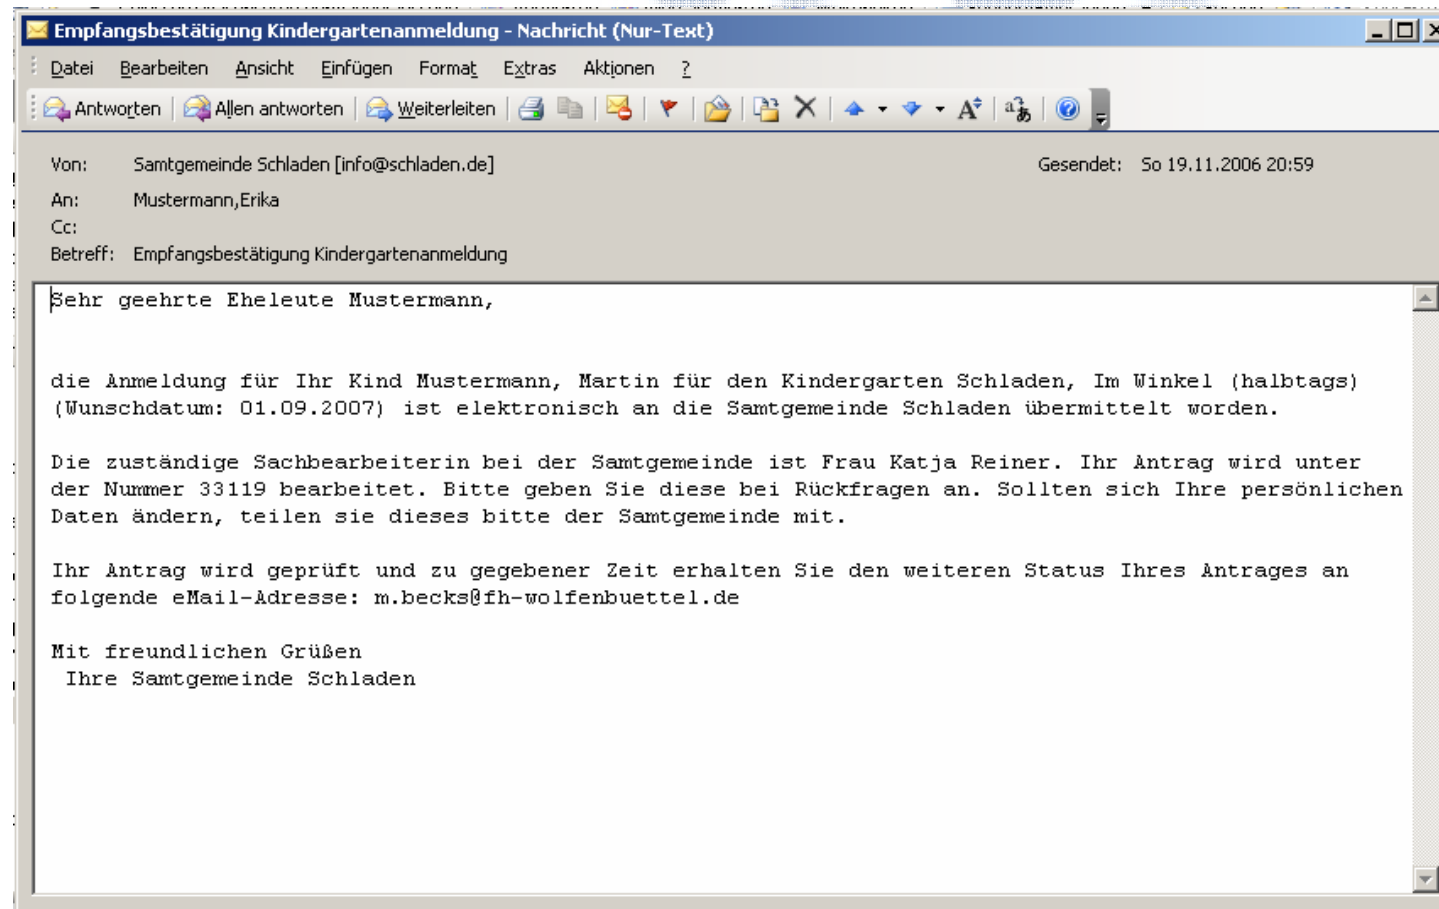 Empfangsbestätigung Kindergartenanmeldung - Nachricht (Nur-Text)
Datei Bearbeiten Ansicht Einfügen Format Extras Aktionen ?
Antworten Allen antworten Weiterleiten
Von: Samtgemeinde Schladen [info@schladen.de] Gesendet: So 19.11.2006 20:59
An: Mustermann,Erika
Cc:
Betreff: Empfangsbestätigung Kindergartenanmeldung
Sehr geehrte Eheleute Mustermann,
die Anmeldung für Ihr Kind Mustermann, Martin für den Kindergarten Schladen, Im Winkel (halbtags)
(Wunschdatum: 01.09.2007) ist elektronisch an die Samtgemeinde Schladen übermittelt worden.
Die zuständige Sachbearbeiterin bei der Samtgemeinde ist Frau Katja Reiner. Ihr Antrag wird unter
der Nummer 33119 bearbeitet. Bitte geben Sie diese bei Rückfragen an. Sollten sich Ihre persönlichen
Daten ändern, teilen sie dieses bitte der Samtgemeinde mit.
Ihr Antrag wird geprüft und zu gegebener Zeit erhalten Sie den weiteren Status Ihres Antrages an
folgende eMail-Adresse: m.becks@fh-wolfenbuettel.de
Mit freundlichen Grüßen
Ihre Samtgemeinde Schladen